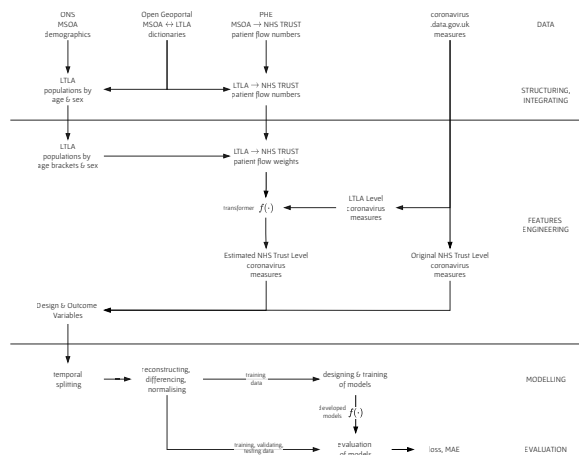 ONS
MSOA
demographics
Open Geoportal
MSOA ↔ LTLA
dictionaries
PHE
MSOA → NHS TRUST
patient flow numbers
coronavirus
.data.gov.uk
measures
DATA
LTLA
populations by
age & sex
LTLA → NHS TRUST
patient flow numbers
STRUCTURING,
INTEGRATING
LTLA
populations by
age brackets & sex
LTLA → NHS TRUST
patient flow weights
transformer f(·)
LTLA Level
coronavirus
measures
FEATURES
ENGINEERING
Estimated NHS Trust Level
coronavirus
measures
Original NHS Trust Level
coronavirus
measures
Design & Outcome
Variables
temporal
splitting
reconstructing,
differencing,
normalising
training
data
designing & training
of models
MODELLING
developed
models f(·)
training, validating,
testing data
evaluation
of models
loss, MAE
EVALUATION